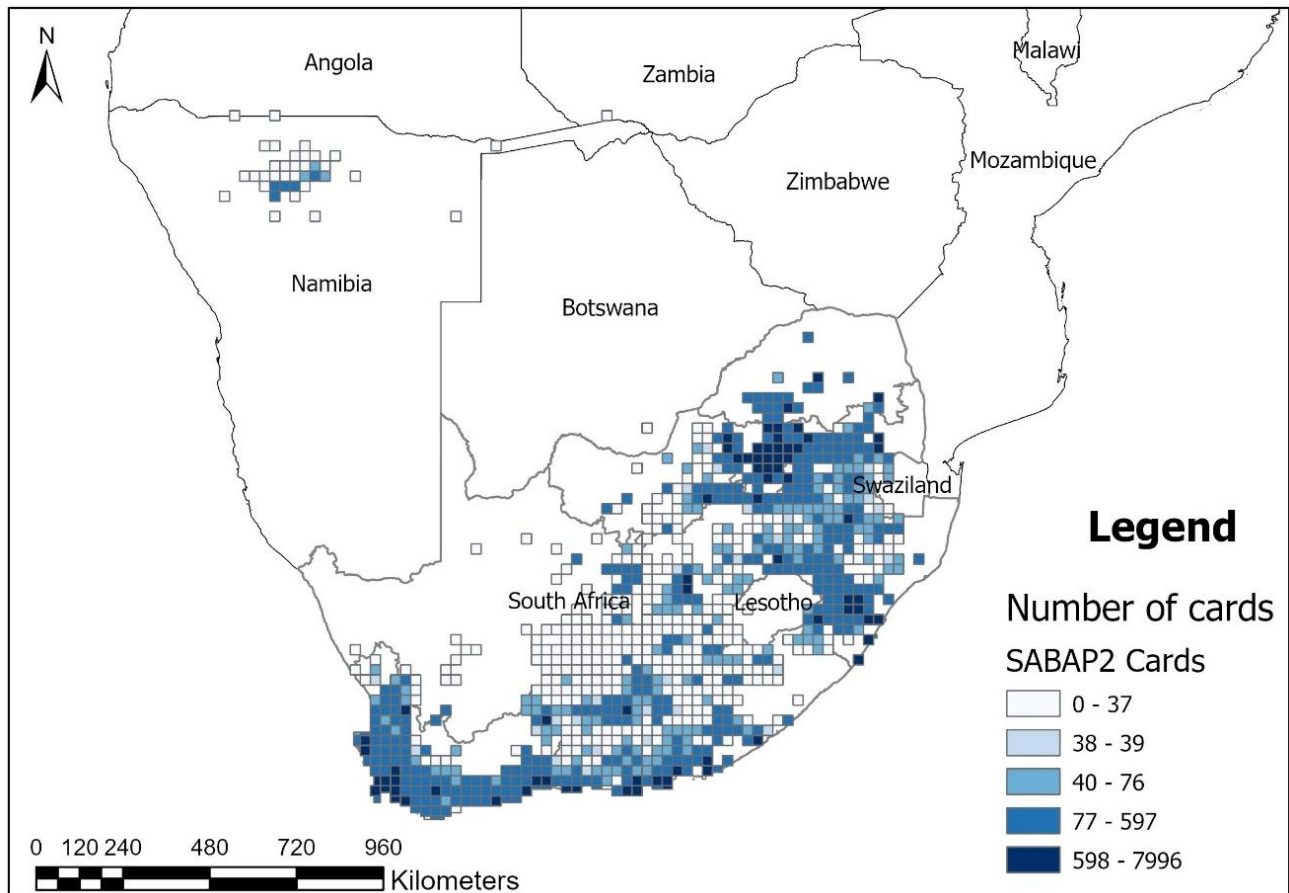 N
Angola
Zambia
Malawi
Mozambique
Zimbabwe
Namibia
Botswana
Swaziland
South Africa
Lesotho
Legend
Number of cards
SABAP2 Cards
0 - 37
38 - 39
40 - 76
77 - 597
598 - 7996
0 120 240 480 720 960
Kilometers